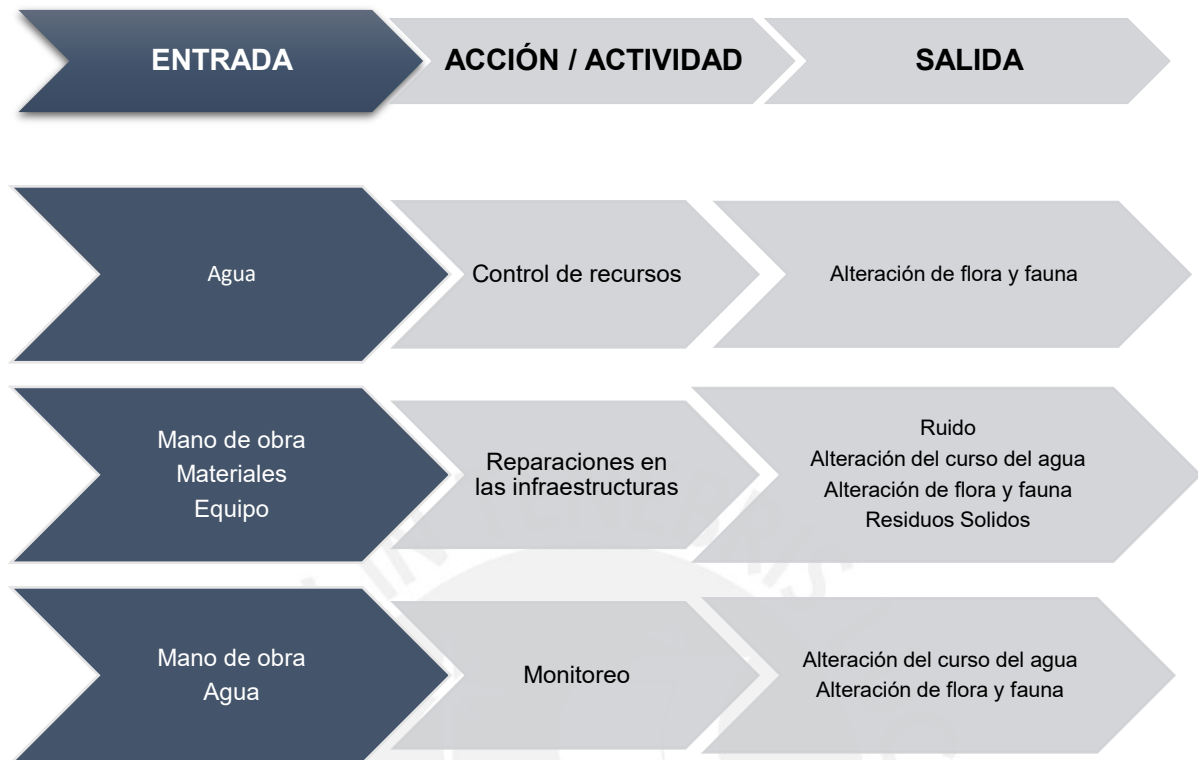 ENTRADA
ACCIÓN / ACTIVIDAD
SALIDA
Agua
Control de recursos
Alteración de flora y fauna
Mano de obra
Materiales
Equipo
Reparaciones en
las infraestructuras
Ruido
Alteración del curso del agua
Alteración de flora y fauna
Residuos Solidos
Mano de obra
Agua
Monitoreo
Alteración del curso del agua
Alteración de flora y fauna